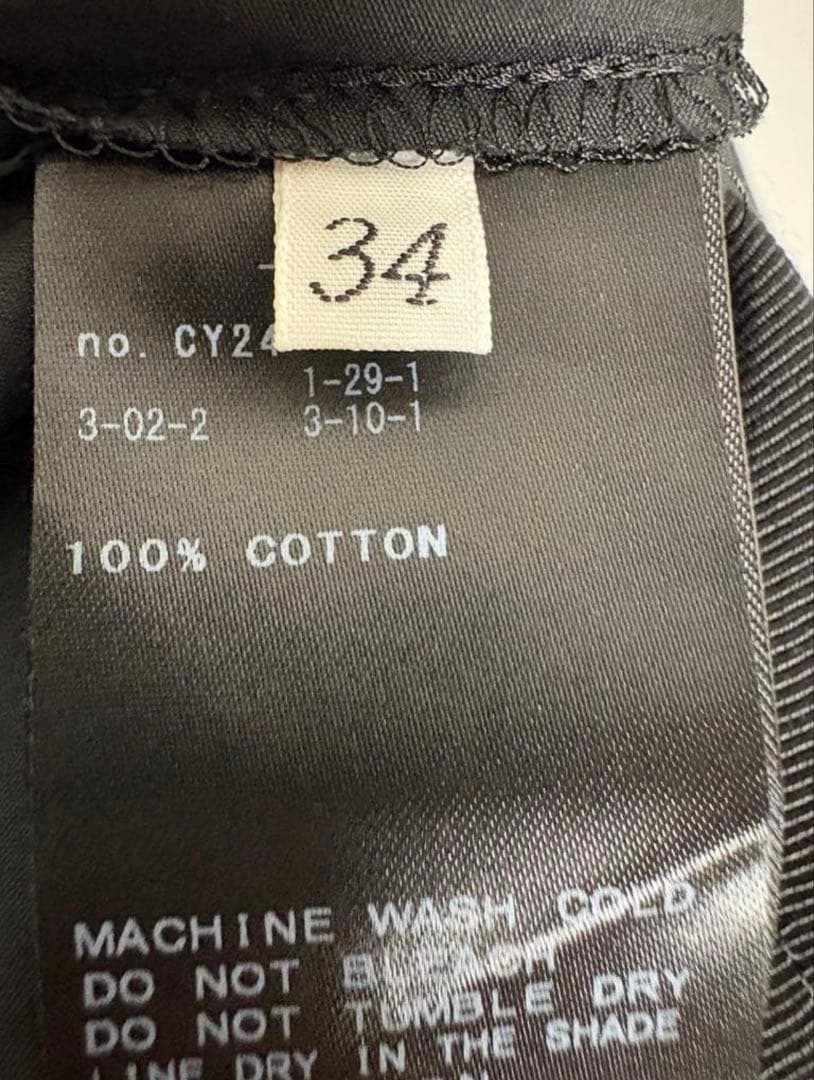 34
no. CY24
1-29-1
3-02-2 3-10-1
100% COTTON
MACHINE WASH COLD
DO NOT BLEACH
DO NOT TUMBLE DRY
LINE DRY IN THE SHADE